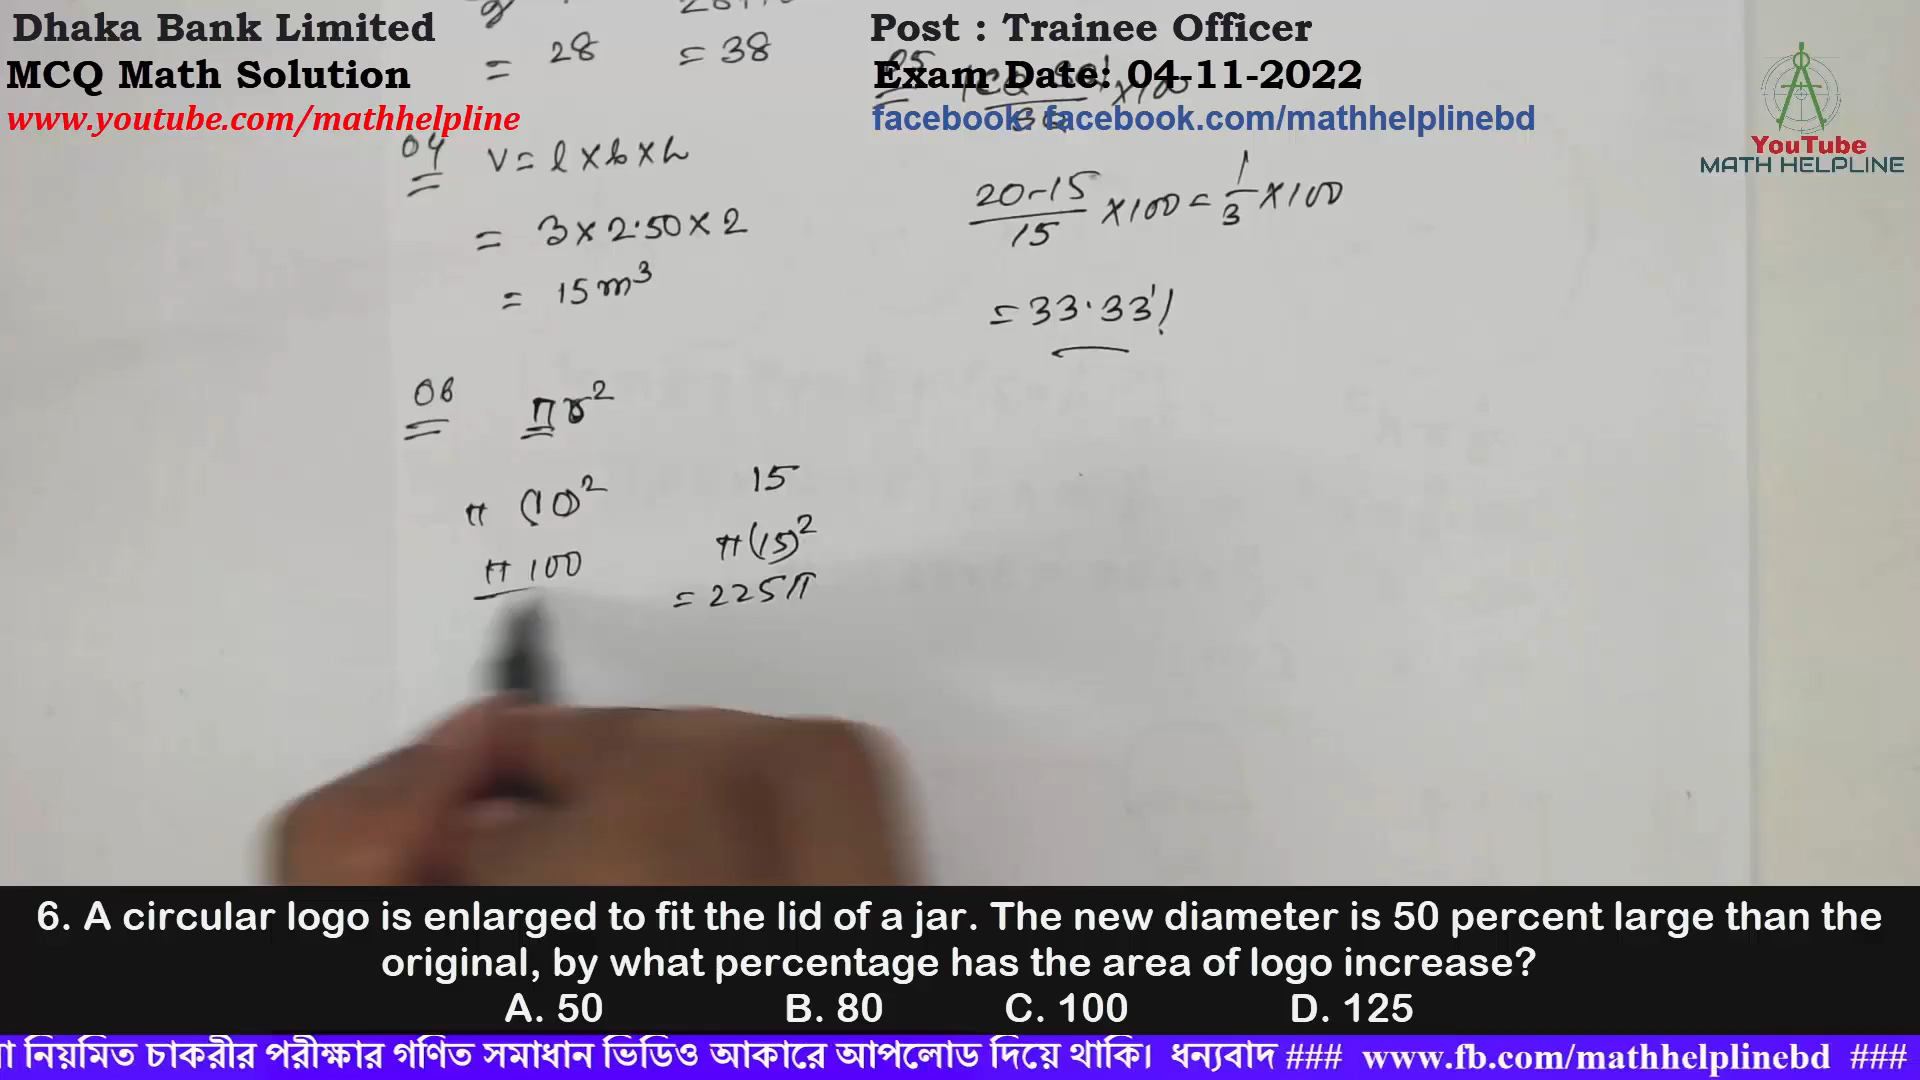 Dhaka Bank Limited
MCQ Math Solution
www.youtube.com/mathhelpline
Post : Trainee Officer
Exam Date: 04-11-2022
facebook: facebook.com/mathhelplinebd
YouTube
MATH HELPLINE
= 28 = 38
04 V = l × b × h
= 3 × 2.50 × 2
= 15 m³
05
×100
20-15/15 × 100 = 1/3 × 100
= 33.33%
06 πr²
π (10)²
π 100
15
π(15)²
= 225π
6. A circular logo is enlarged to fit the lid of a jar. The new diameter is 50 percent large than the
original, by what percentage has the area of logo increase?
A. 50 B. 80 C. 100 D. 125
নিয়মিত চাকরীর পরীক্ষার গণিত সমাধান ভিডিও আকারে আপলোড দিয়ে থাকি। ধন্যবাদ ### www.fb.com/mathhelplinebd ###